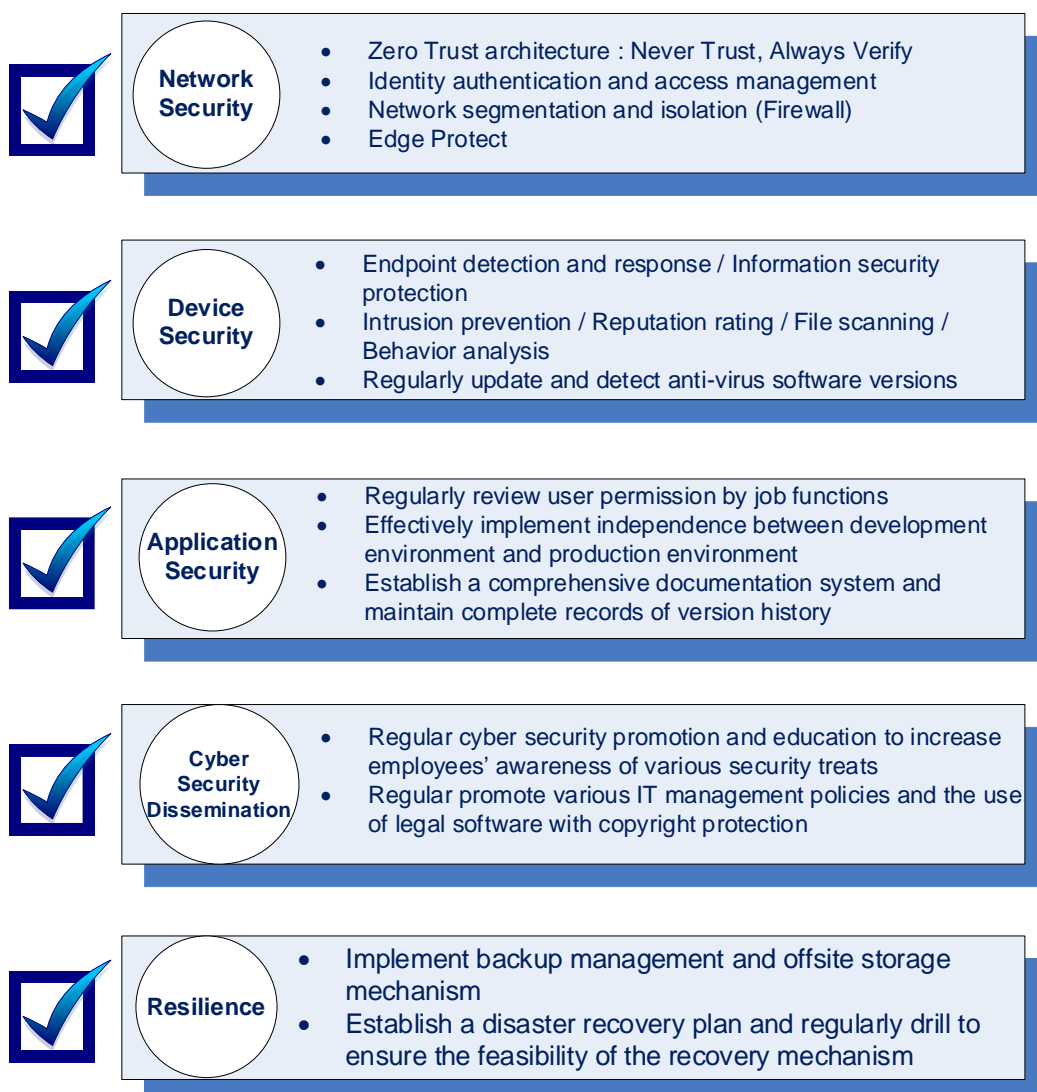 Network
Security
• Zero Trust architecture : Never Trust, Always Verify
• Identity authentication and access management
• Network segmentation and isolation (Firewall)
• Edge Protect
Device
Security
• Endpoint detection and response / Information security
protection
• Intrusion prevention / Reputation rating / File scanning /
Behavior analysis
• Regularly update and detect anti-virus software versions
Application
Security
• Regularly review user permission by job functions
• Effectively implement independence between development
environment and production environment
• Establish a comprehensive documentation system and
maintain complete records of version history
Cyber
Security
Dissemination
• Regular cyber security promotion and education to increase
employees’ awareness of various security treats
• Regular promote various IT management policies and the use
of legal software with copyright protection
Resilience
• Implement backup management and offsite storage
mechanism
• Establish a disaster recovery plan and regularly drill to
ensure the feasibility of the recovery mechanism